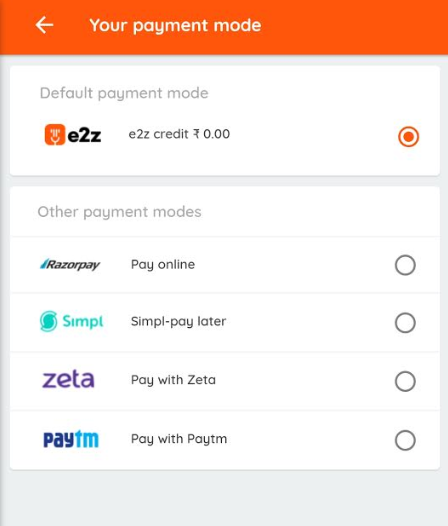 Your payment mode
Default payment mode
e2z e2z credit ₹ 0.00
Other payment modes
Razorpay Pay online
Simpl Simpl-pay later
zeta Pay with Zeta
paytm Pay with Paytm